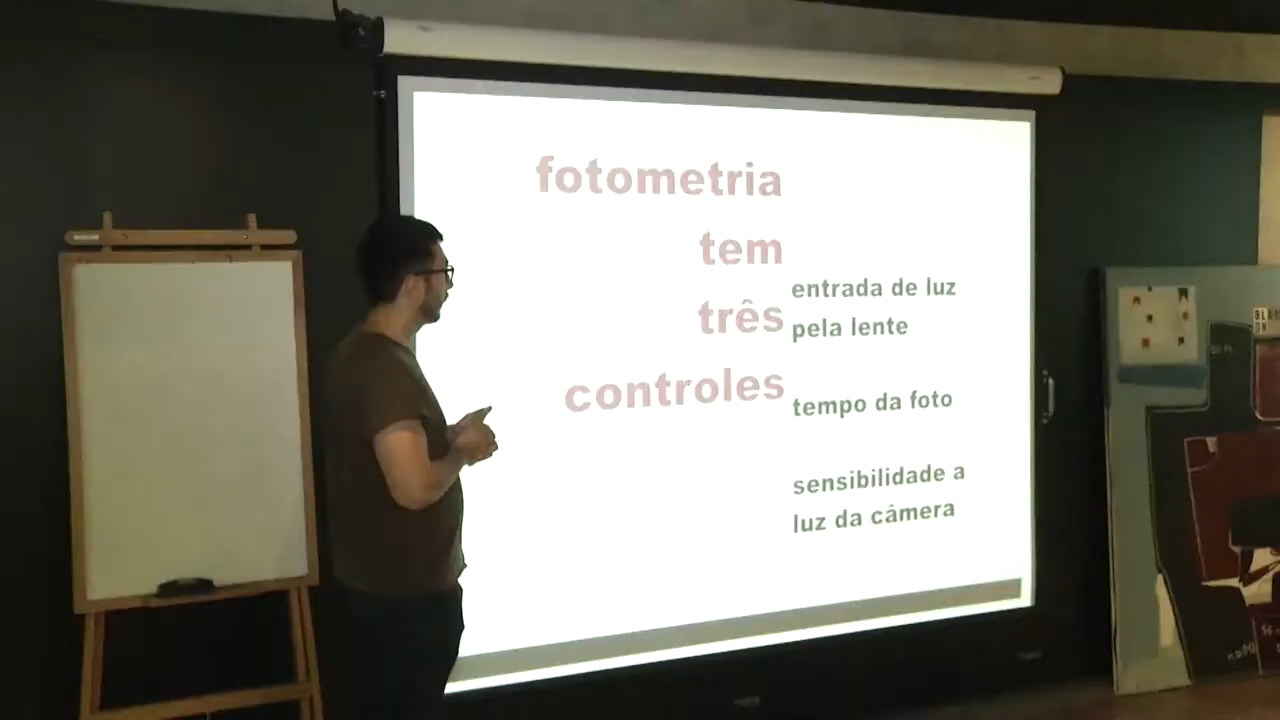 fotometria
tem
três
controles
entrada de luz
pela lente
tempo da foto
sensibilidade a
luz da câmera